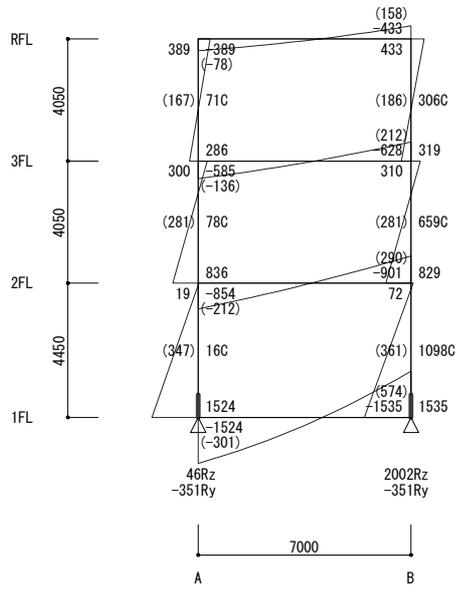 (158)
-433
RFL
389
-389
433
(-78)
4050
(167)
71C
(186)
306C
(212)
286
-628
319
3FL
300
-585
310
(-136)
4050
(281)
78C
(281)
659C
(290)
836
-901
829
2FL
19
-854
72
(-212)
4450
(347)
16C
(361)
1098C
(574)
1524
-1535
1535
1FL
-1524
(-301)
46Rz
2002Rz
-351Ry
-351Ry
7000
A
B